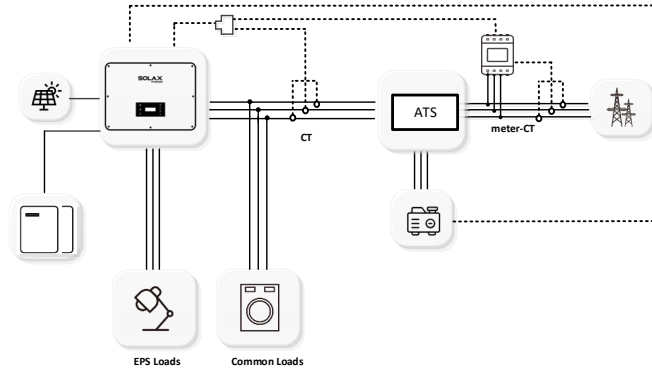 SOLAX
ATS
CT
meter-CT
EPS Loads
Common Loads